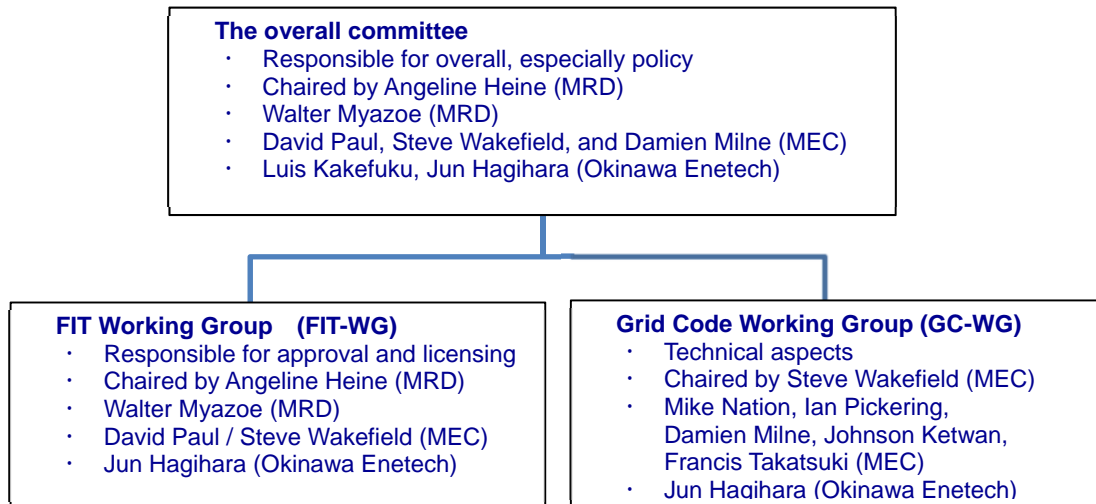 The overall committee
・ Responsible for overall, especially policy
・ Chaired by Angeline Heine (MRD)
・ Walter Myazoe (MRD)
・ David Paul, Steve Wakefield, and Damien Milne (MEC)
・ Luis Kakefuku, Jun Hagihara (Okinawa Enetech)
FIT Working Group (FIT-WG)
・ Responsible for approval and licensing
・ Chaired by Angeline Heine (MRD)
・ Walter Myazoe (MRD)
・ David Paul / Steve Wakefield (MEC)
・ Jun Hagihara (Okinawa Enetech)
Grid Code Working Group (GC-WG)
・ Technical aspects
・ Chaired by Steve Wakefield (MEC)
・ Mike Nation, Ian Pickering,
Damien Milne, Johnson Ketwan,
Francis Takatsuki (MEC)
・ Jun Hagihara (Okinawa Enetech)